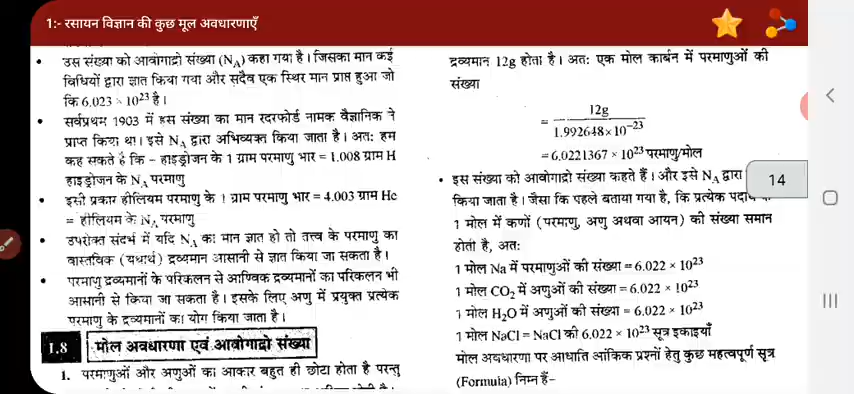 1:- रसायन विज्ञान की कुछ मूल अवधारणाएँ
• उस संख्या को आवोगाद्रो संख्या (N_A) कहा गया है। जिसका मान कई
विधियों द्वारा ज्ञात किया गया और सदैव एक स्थिर मान प्राप्त हुआ जो
कि 6.023 × 10²³ है।
• सर्वप्रथम 1903 में इस संख्या का मान रदरफोर्ड नामक वैज्ञानिक ने
प्राप्त किया था। इसे N_A द्वारा अभिव्यक्त किया जाता है। अतः हम
कह सकते है कि – हाइड्रोजन के 1 ग्राम परमाणु भार = 1.008 ग्राम H
हाइड्रोजन के N_A परमाणु
• इसी प्रकार हीलियम परमाणु के 1 ग्राम परमाणु भार = 4.003 ग्राम He
= हीलियम के N_A परमाणु
• उपरोक्त संदर्भ में यदि N_A का मान ज्ञात हो तो तत्त्व के परमाणु का
वास्तविक (यथार्थ) द्रव्यमान आसानी से ज्ञात किया जा सकता है।
• परमाणु द्रव्यमानों के परिकलन से आण्विक द्रव्यमानों का परिकलन भी
आसानी से किया जा सकता है। इसके लिए अणु में प्रयुक्त प्रत्येक
परमाणु के द्रव्यमानों का योग किया जाता है।
1.8 मोल अवधारणा एवं आवोगाद्रो संख्या
1. परमाणुओं और अणुओं का आकार बहुत ही छोटा होता है परन्तु
द्रव्यमान 12g होता है। अतः एक मोल कार्बन में परमाणुओं की
संख्या
= 12g / 1.992648×10⁻²³
= 6.0221367 × 10²³ परमाणु/मोल
• इस संख्या को आवोगाद्रो संख्या कहते हैं। और इसे N_A द्वारा
14
किया जाता है। जैसा कि पहले बताया गया है, कि प्रत्येक
1 मोल में कणों (परमाणु, अणु अथवा आयन) की संख्या समान
होती है, अतः
1 मोल Na में परमाणुओं की संख्या = 6.022 × 10²³
1 मोल CO₂ में अणुओं की संख्या = 6.022 × 10²³
1 मोल H₂O में अणुओं की संख्या = 6.022 × 10²³
1 मोल NaCl = NaCl की 6.022 × 10²³ सूत्र इकाइयाँ
मोल अवधारणा पर आधाति आंकिक प्रश्नों हेतु कुछ महत्वपूर्ण सूत्र
(Formula) निम्न हैं–